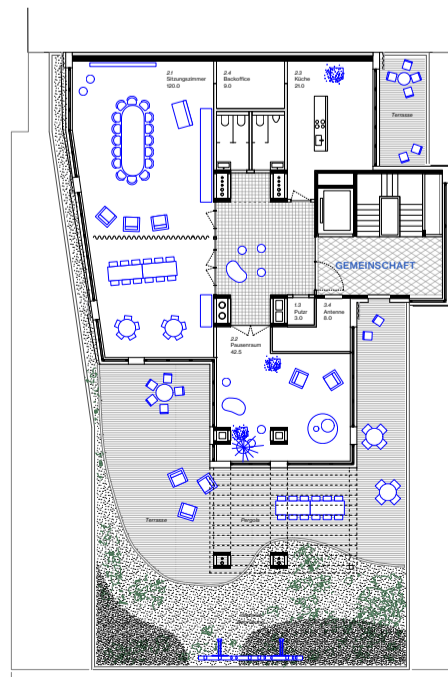 2.1
Sitzungszimmer
120.0
2.4
Backoffice
9.0
2.3
Küche
21.0
Terrasse
GEMEINSCHAFT
1.3
Putzr
3.0
3.4
Antenne
8.0
2.2
Pausenraum
42.5
Terrasse
Pergola